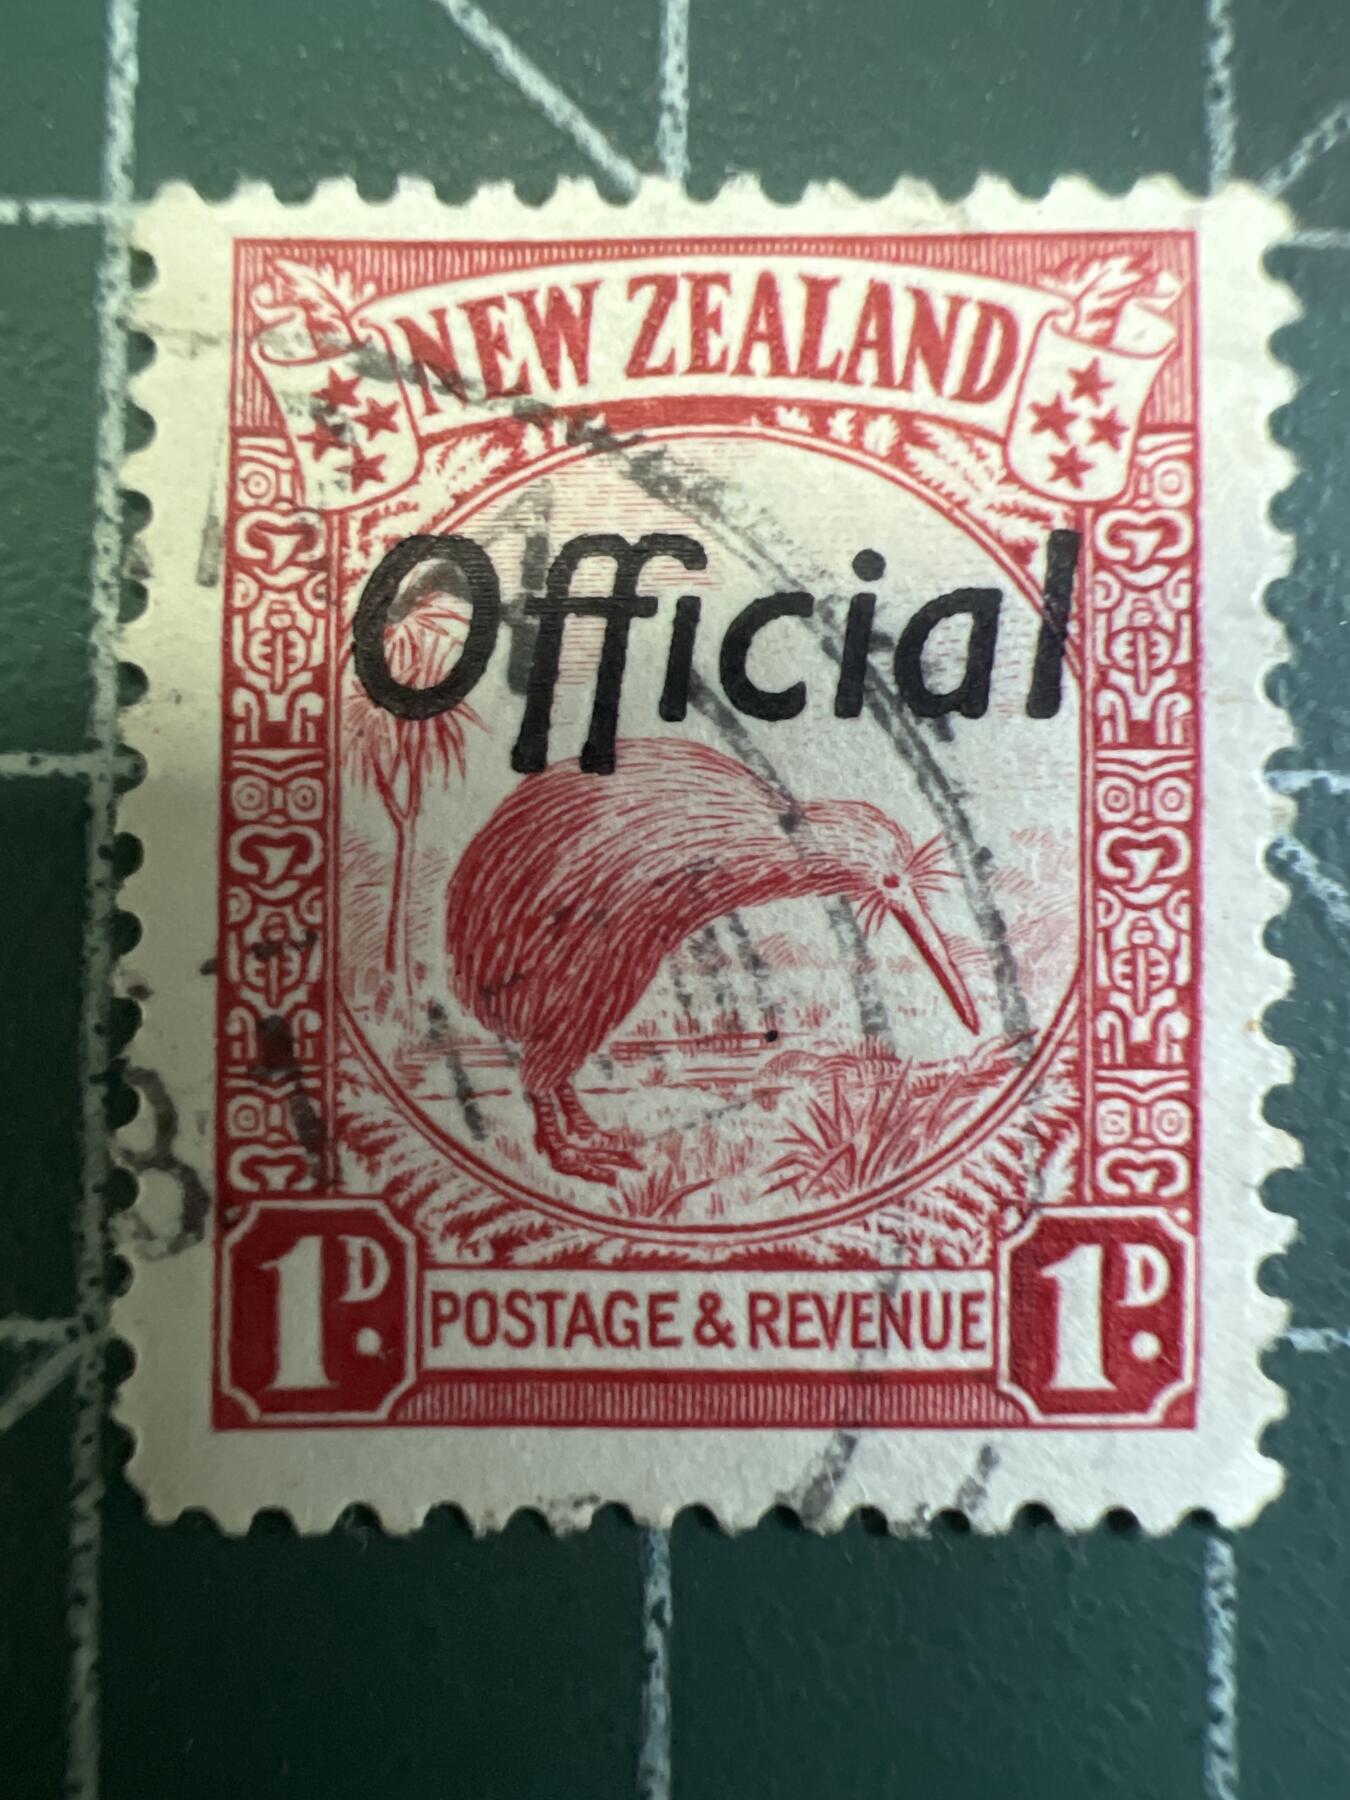 NEW ZEALAND
Official
1D.
POSTAGE & REVENUE
1D.